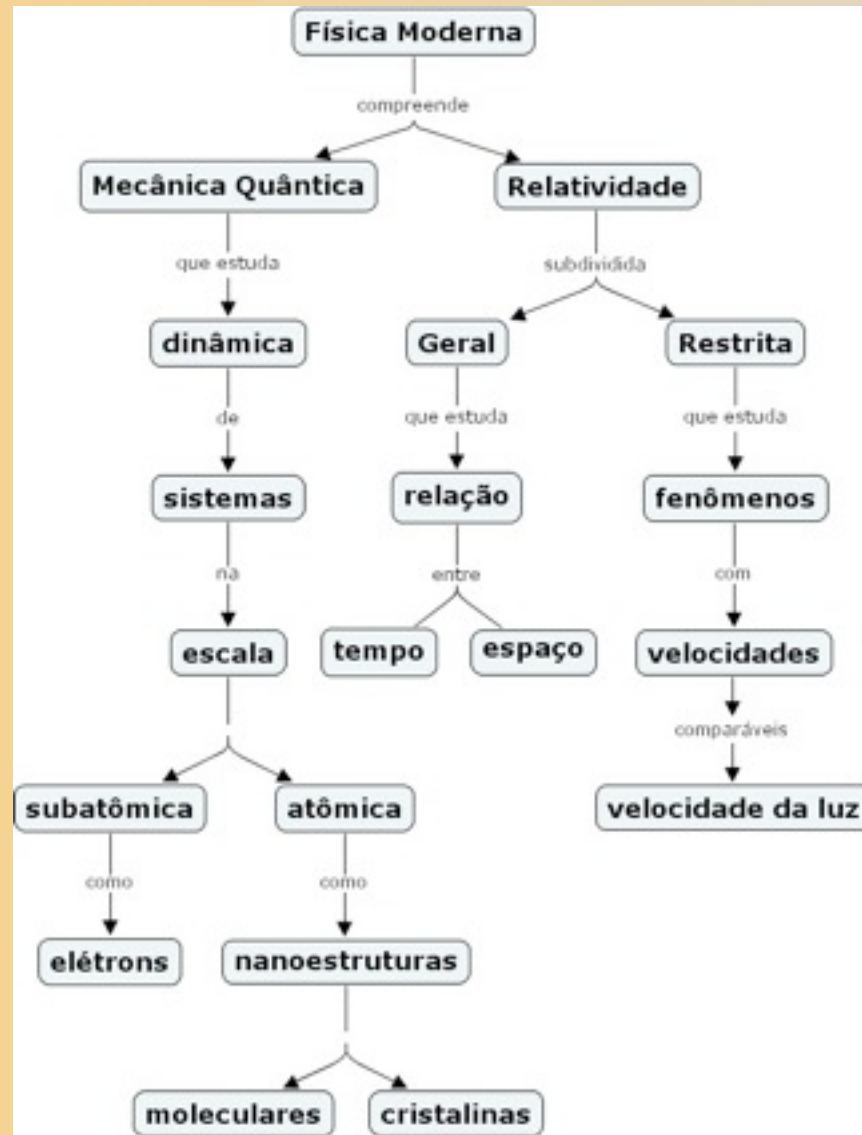 Física Moderna
compreende
Mecânica Quântica
Relatividade
que estuda
subdividida
dinâmica
Geral
Restrita
de
que estuda
que estuda
sistemas
relação
fenômenos
na
entre
com
escala
tempo
espaço
velocidades
comparáveis
subatômica
atômica
velocidade da luz
como
como
elétrons
nanoestruturas
moleculares
cristalinas